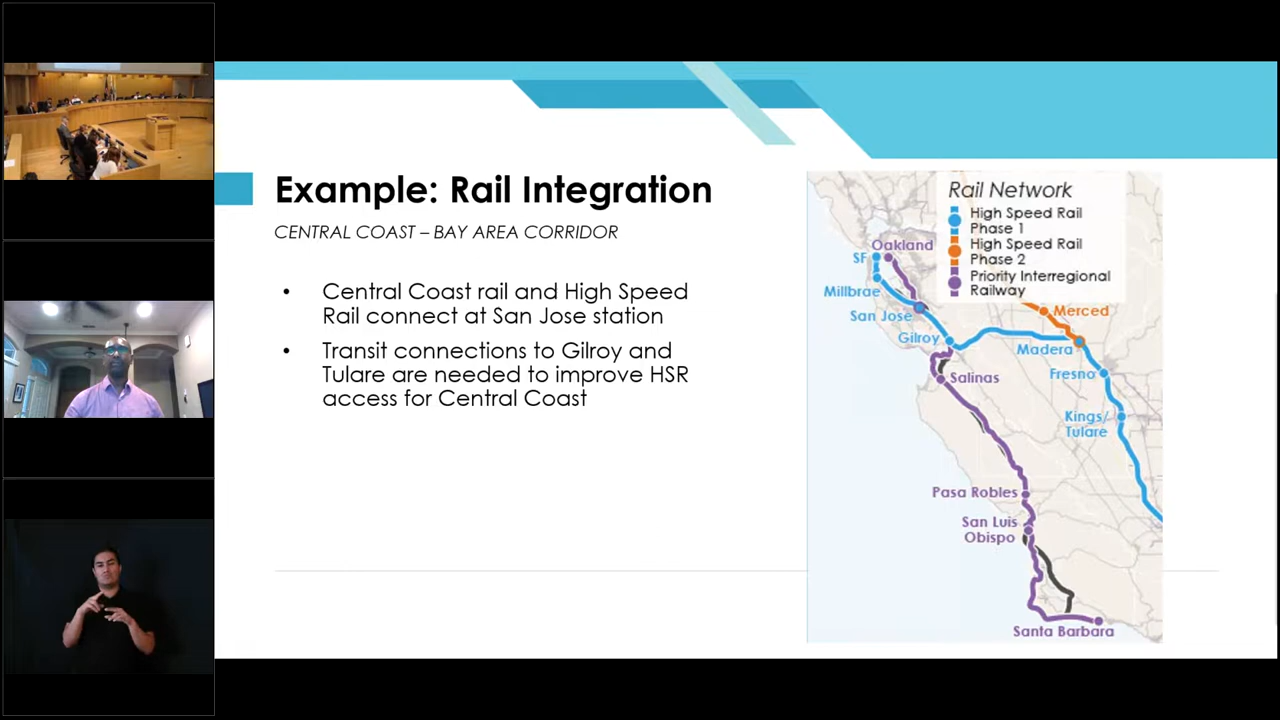 Example: Rail Integration
CENTRAL COAST – BAY AREA CORRIDOR
• Central Coast rail and High Speed
Rail connect at San Jose station
• Transit connections to Gilroy and
Tulare are needed to improve HSR
access for Central Coast
Rail Network
High Speed Rail
Phase 1
High Speed Rail
Phase 2
Priority Interregional
Railway
Oakland
SF
Millbrae
San Jose
Gilroy
Merced
Madera
Salinas
Fresno
Kings/
Tulare
Pasa Robles
San Luis
Obispo
Santa Barbara